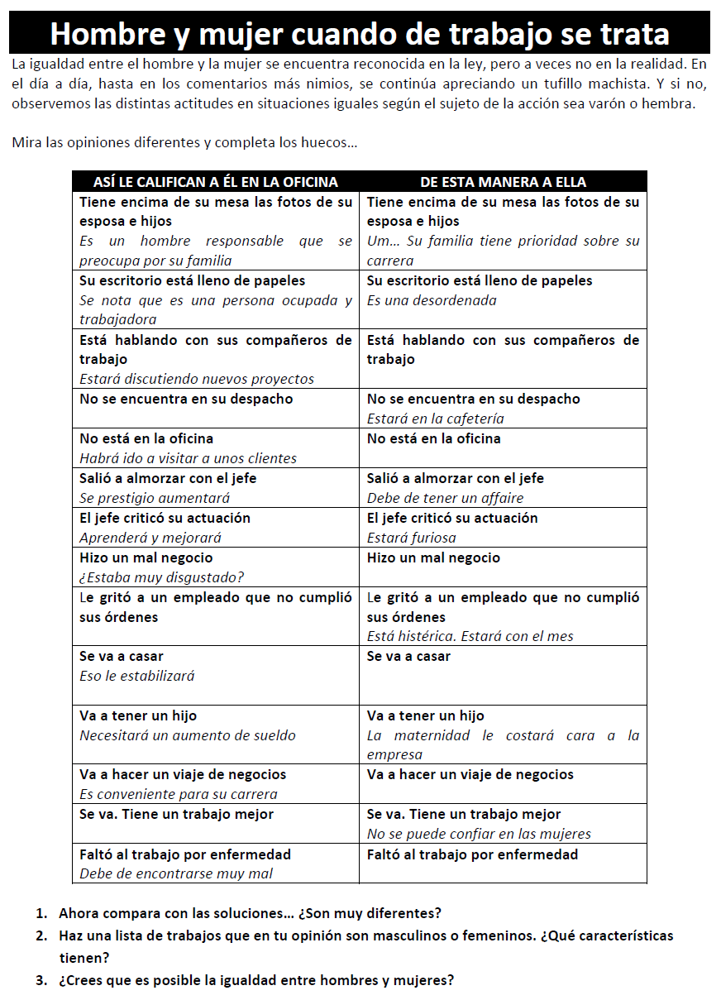 Hombre y mujer cuando de trabajo se trata
La igualdad entre el hombre y la mujer se encuentra reconocida en la ley, pero a veces no en la realidad. En
el día a día, hasta en los comentarios más nimios, se continúa apreciando un tufillo machista. Y si no,
observemos las distintas actitudes en situaciones iguales según el sujeto de la acción sea varón o hembra.
Mira las opiniones diferentes y completa los huecos…
ASÍ LE CALIFICAN A ÉL EN LA OFICINA
DE ESTA MANERA A ELLA
Tiene encima de su mesa las fotos de su
esposa e hijos
Es un hombre responsable que se
preocupa por su familia
Tiene encima de su mesa las fotos de su
esposa e hijos
Um… Su familia tiene prioridad sobre su
carrera
Su escritorio está lleno de papeles
Se nota que es una persona ocupada y
trabajadora
Su escritorio está lleno de papeles
Es una desordenada
Está hablando con sus compañeros de
trabajo
Estará discutiendo nuevos proyectos
Está hablando con sus compañeros de
trabajo
No se encuentra en su despacho
No se encuentra en su despacho
Estará en la cafetería
No está en la oficina
Habrá ido a visitar a unos clientes
No está en la oficina
Salió a almorzar con el jefe
Se prestigio aumentará
Salió a almorzar con el jefe
Debe de tener un affaire
El jefe criticó su actuación
Aprenderá y mejorará
El jefe criticó su actuación
Estará furiosa
Hizo un mal negocio
¿Estaba muy disgustado?
Hizo un mal negocio
Le gritó a un empleado que no cumplió
sus órdenes
Le gritó a un empleado que no cumplió
sus órdenes
Está histérica. Estará con el mes
Se va a casar
Eso le estabilizará
Se va a casar
Va a tener un hijo
Necesitará un aumento de sueldo
Va a tener un hijo
La maternidad le costará cara a la
empresa
Va a hacer un viaje de negocios
Es conveniente para su carrera
Va a hacer un viaje de negocios
Se va. Tiene un trabajo mejor
Se va. Tiene un trabajo mejor
No se puede confiar en las mujeres
Faltó al trabajo por enfermedad
Debe de encontrarse muy mal
Faltó al trabajo por enfermedad
1. Ahora compara con las soluciones… ¿Son muy diferentes?
2. Haz una lista de trabajos que en tu opinión son masculinos o femeninos. ¿Qué características
tienen?
3. ¿Crees que es posible la igualdad entre hombres y mujeres?